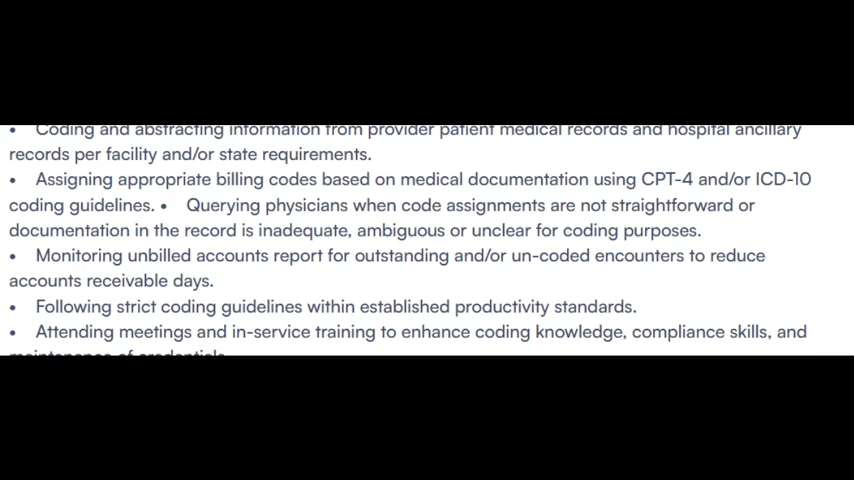 • Coding and abstracting information from provider patient medical records and hospital ancillary
records per facility and/or state requirements.
• Assigning appropriate billing codes based on medical documentation using CPT-4 and/or ICD-10
coding guidelines. • Querying physicians when code assignments are not straightforward or
documentation in the record is inadequate, ambiguous or unclear for coding purposes.
• Monitoring unbilled accounts report for outstanding and/or un-coded encounters to reduce
accounts receivable days.
• Following strict coding guidelines within established productivity standards.
• Attending meetings and in-service training to enhance coding knowledge, compliance skills, and
maintenance of credentials.